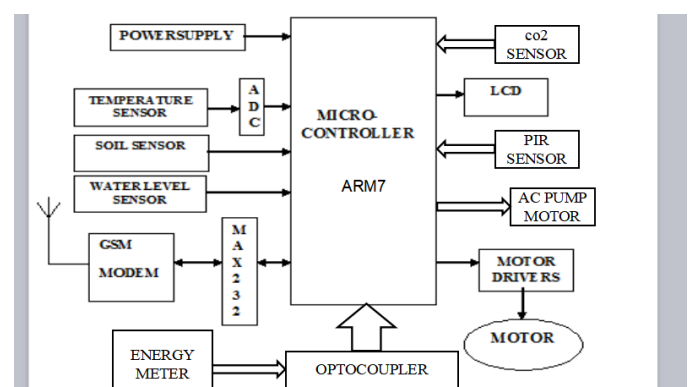 POWERSUPPLY
co2
SENSOR
A
D
C
TEMPERATURE
SENSOR
MICRO-
CONTROLLER
ARM7
LCD
SOIL SENSOR
PIR
SENSOR
WATER LEVEL
SENSOR
AC PUMP
MOTOR
GSM
MODEM
M
A
X
2
3
2
MOTOR
DRIVERS
MOTOR
ENERGY
METER
OPTOCOUPLER